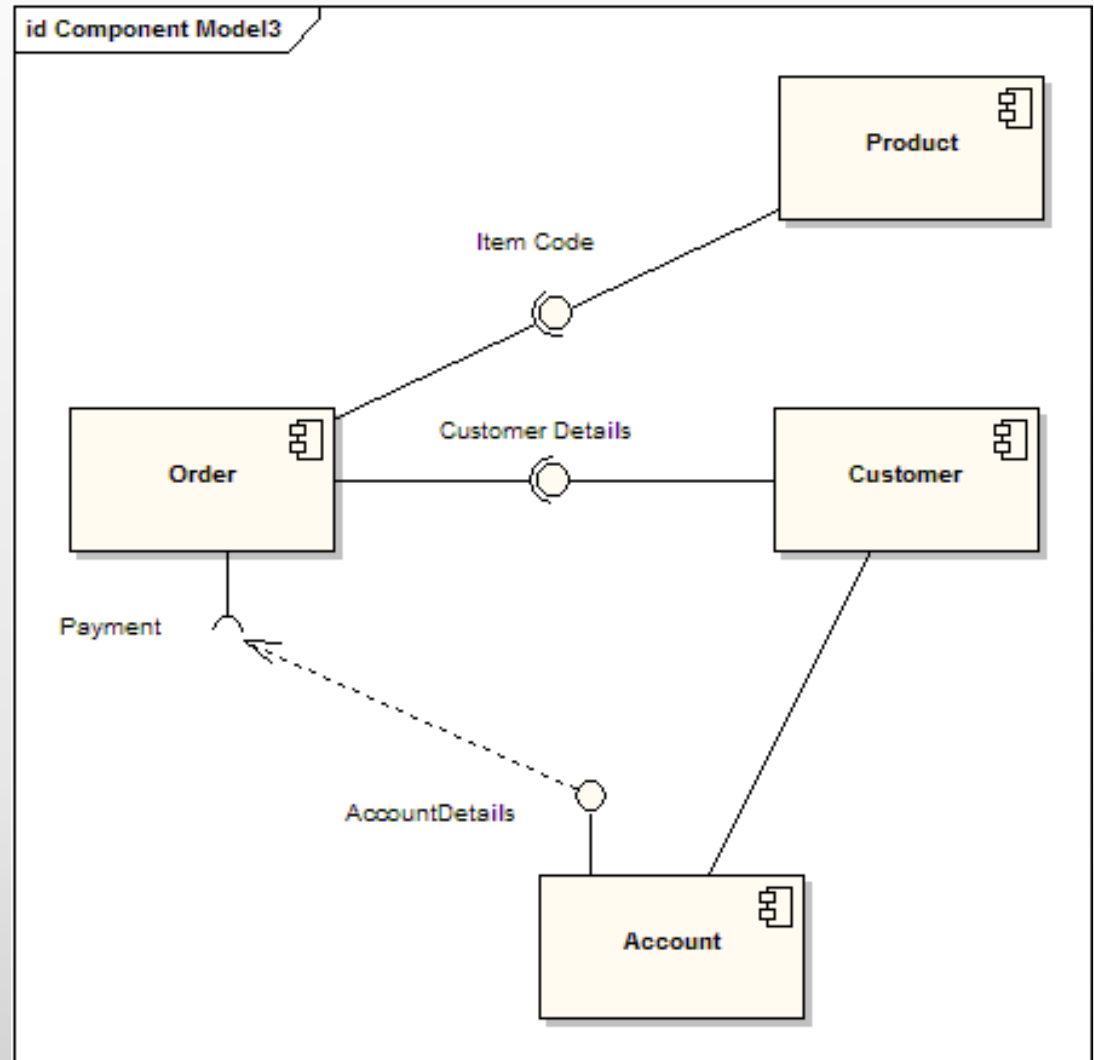 id Component Model3
Product
Item Code
Customer Details
Order
Customer
Payment
AccountDetails
Account